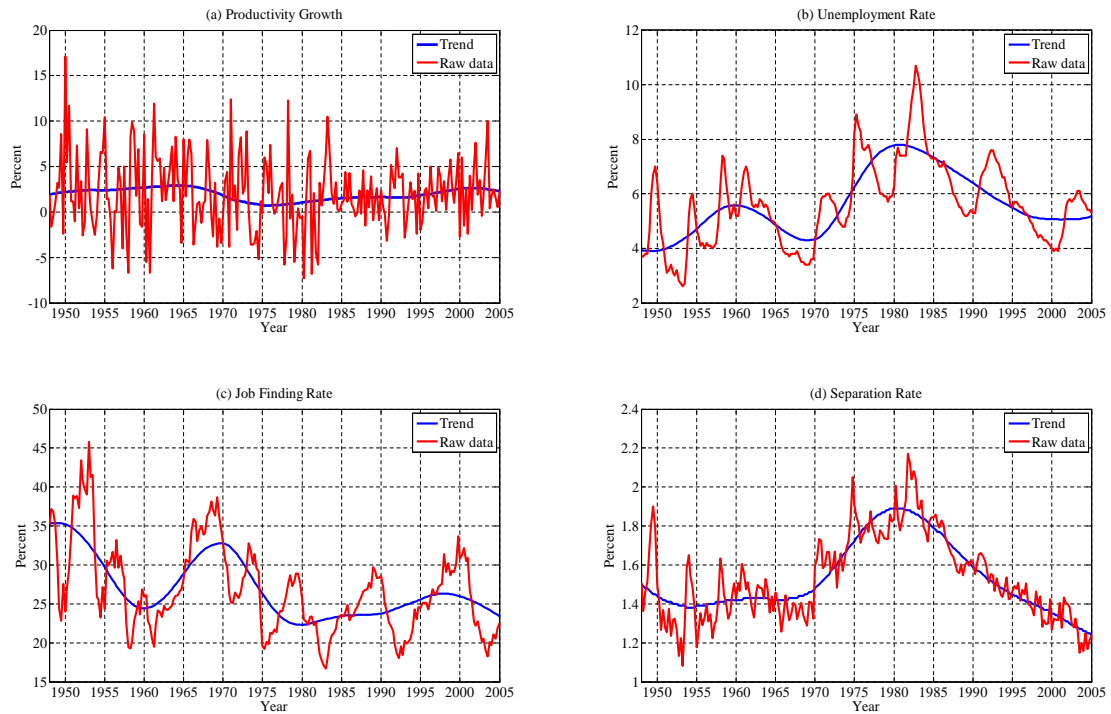 (a) Productivity Growth
20
15
10
5
0
-5
-10
Percent
1950 1955 1960 1965 1970 1975 1980 1985 1990 1995 2000 2005
Year
Trend
Raw data
(b) Unemployment Rate
12
10
8
6
4
2
Percent
1950 1955 1960 1965 1970 1975 1980 1985 1990 1995 2000 2005
Year
Trend
Raw data
(c) Job Finding Rate
50
45
40
35
30
25
20
15
Percent
1950 1955 1960 1965 1970 1975 1980 1985 1990 1995 2000 2005
Year
Trend
Raw data
(d) Separation Rate
2.4
2.2
2
1.8
1.6
1.4
1.2
1
Percent
1950 1955 1960 1965 1970 1975 1980 1985 1990 1995 2000 2005
Year
Trend
Raw data